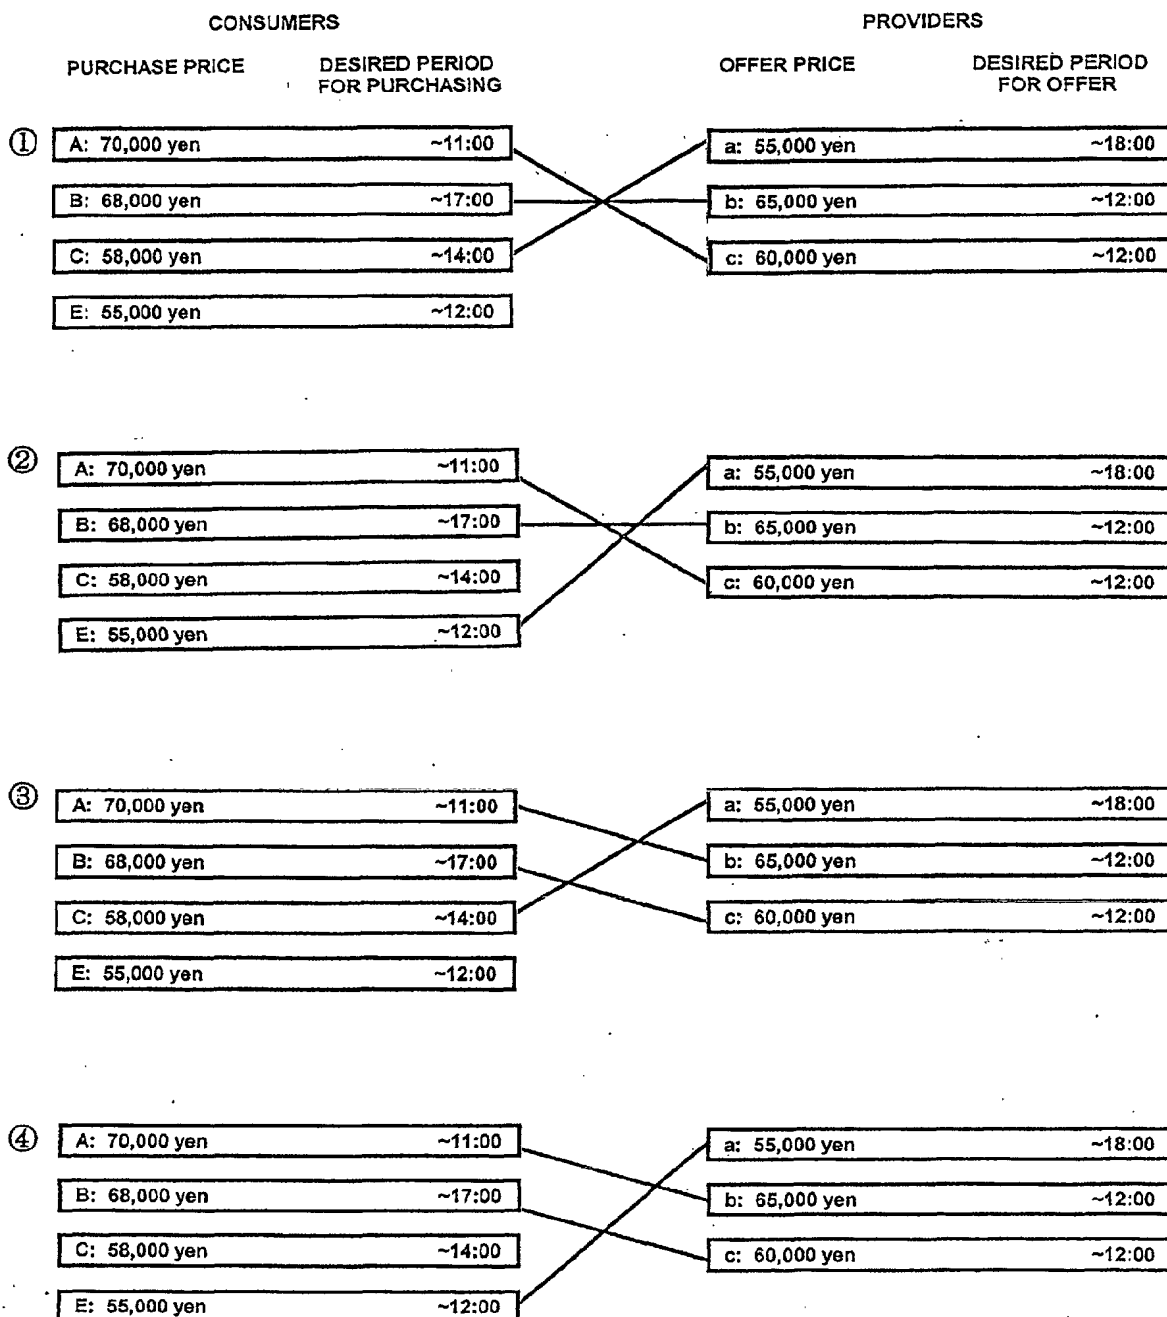 CONSUMERS PROVIDERS
PURCHASE PRICE DESIRED PERIOD FOR PURCHASING OFFER PRICE DESIRED PERIOD FOR OFFER
①
A: 70,000 yen ~11:00 a: 55,000 yen ~18:00
B: 68,000 yen ~17:00 b: 65,000 yen ~12:00
C: 58,000 yen ~14:00 c: 60,000 yen ~12:00
E: 55,000 yen ~12:00
②
A: 70,000 yen ~11:00 a: 55,000 yen ~18:00
B: 68,000 yen ~17:00 b: 65,000 yen ~12:00
C: 58,000 yen ~14:00 c: 60,000 yen ~12:00
E: 55,000 yen ~12:00
③
A: 70,000 yen ~11:00 a: 55,000 yen ~18:00
B: 68,000 yen ~17:00 b: 65,000 yen ~12:00
C: 58,000 yen ~14:00 c: 60,000 yen ~12:00
E: 55,000 yen ~12:00
④
A: 70,000 yen ~11:00 a: 55,000 yen ~18:00
B: 68,000 yen ~17:00 b: 65,000 yen ~12:00
C: 58,000 yen ~14:00 c: 60,000 yen ~12:00
E: 55,000 yen ~12:00